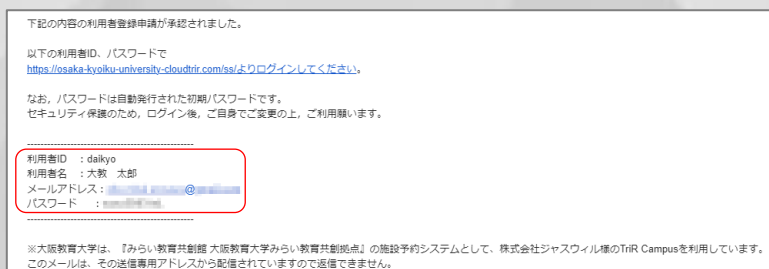 下記の内容の利用者登録申請が承認されました。
以下の利用者ID、パスワードで
https://osaka-kyoiku-university-cloudtrir.com/ss/よりログインしてください。
なお，パスワードは自動発行された初期パスワードです。
セキュリティ保護のため，ログイン後，ご自身でご変更の上，ご利用願います。
------------------------------------------------
利用者ID　：daikyo
利用者名　：大教　太郎
メールアドレス：@
パスワード　：
------------------------------------------------
※大阪教育大学は、『みらい教育共創館 大阪教育大学みらい教育共創拠点』の施設予約システムとして、株式会社ジャスウィル様のTriR Campusを利用しています。
このメールは、その送信専用アドレスから配信されていますので返信できません。